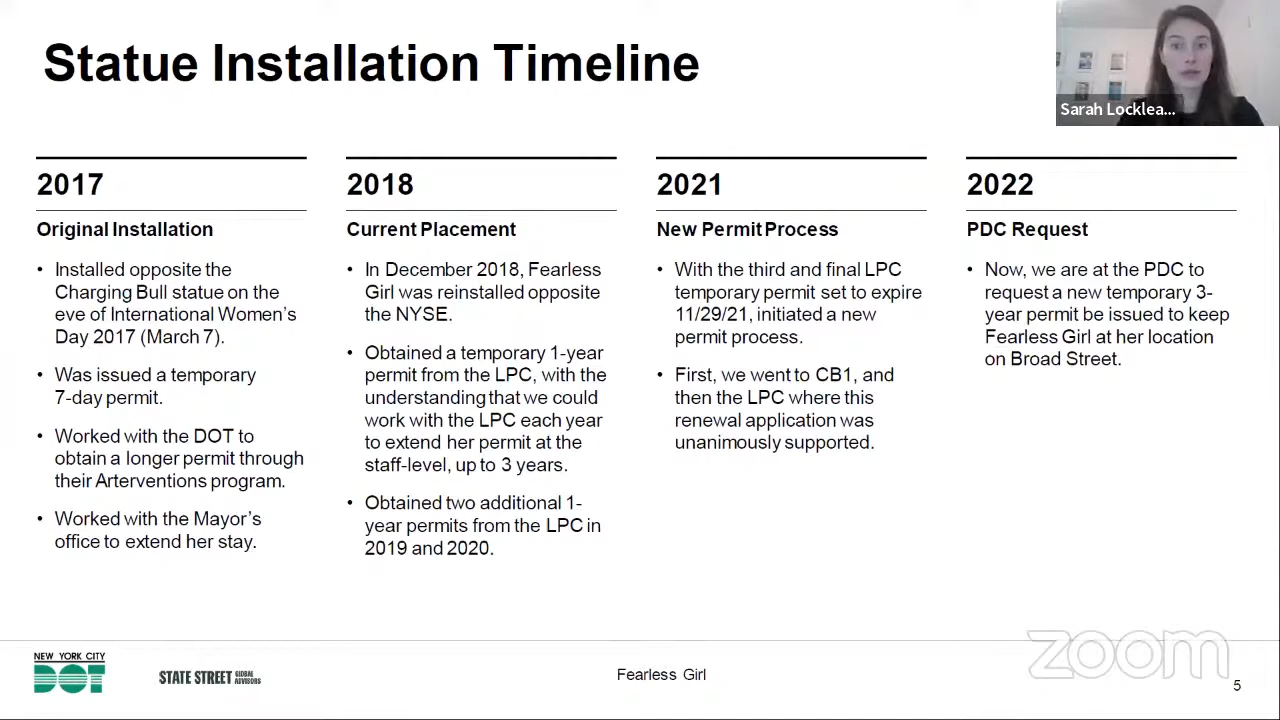 Statue Installation Timeline
Sarah Locklea...
2017
Original Installation
• Installed opposite the
Charging Bull statue on the
eve of International Women's
Day 2017 (March 7).
• Was issued a temporary
7-day permit.
• Worked with the DOT to
obtain a longer permit through
their Arterventions program.
• Worked with the Mayor's
office to extend her stay.
2018
Current Placement
• In December 2018, Fearless
Girl was reinstalled opposite
the NYSE.
• Obtained a temporary 1-year
permit from the LPC, with the
understanding that we could
work with the LPC each year
to extend her permit at the
staff-level, up to 3 years.
• Obtained two additional 1-
year permits from the LPC in
2019 and 2020.
2021
New Permit Process
• With the third and final LPC
temporary permit set to expire
11/29/21, initiated a new
permit process.
• First, we went to CB1, and
then the LPC where this
renewal application was
unanimously supported.
2022
PDC Request
• Now, we are at the PDC to
request a new temporary 3-
year permit be issued to keep
Fearless Girl at her location
on Broad Street.
NEW YORK CITY
DOT
STATE STREET GLOBAL
ADVISORS
Fearless Girl
zoom
5